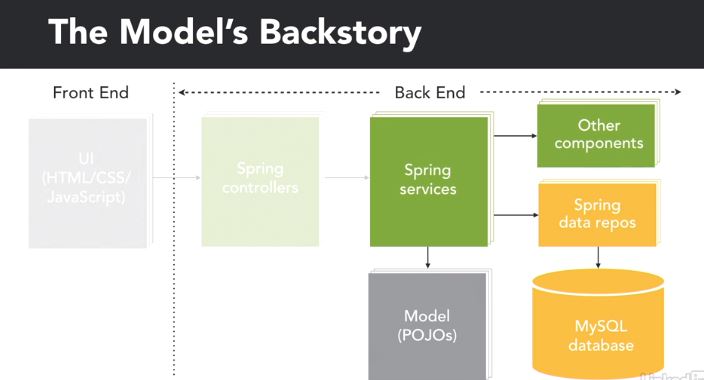 The Model's Backstory
Front End
Back End
UI
(HTML/CSS/
JavaScript)
Spring
controllers
Spring
services
Other
components
Spring
data repos
Model
(POJOs)
MySQL
database